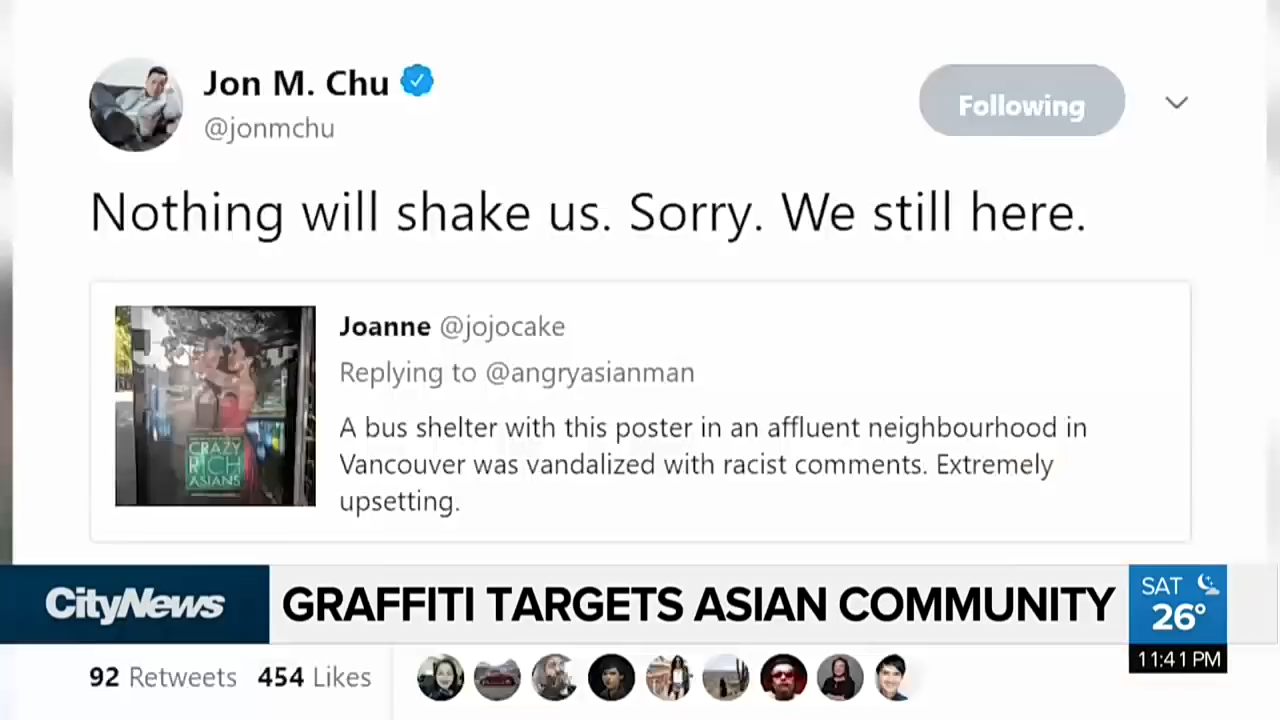 Jon M. Chu
@jonmchu
Following
Nothing will shake us. Sorry. We still here.
CRAZY
RICH
ASIANS
Joanne @jojocake
Replying to @angryasianman
A bus shelter with this poster in an affluent neighbourhood in
Vancouver was vandalized with racist comments. Extremely
upsetting.
CityNews
GRAFFITI TARGETS ASIAN COMMUNITY
SAT
26°
11:41 PM
92 Retweets 454 Likes